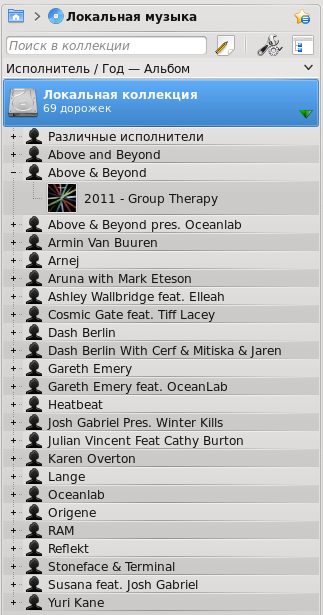 Локальная музыка
Поиск в коллекции
Исполнитель / Год — Альбом
Локальная коллекция
69 дорожек
Различные исполнители
Above and Beyond
Above & Beyond
2011 - Group Therapy
Above & Beyond pres. Oceanlab
Armin Van Buuren
Arnej
Aruna with Mark Eteson
Ashley Wallbridge feat. Elleah
Cosmic Gate feat. Tiff Lacey
Dash Berlin
Dash Berlin With Cerf & Mitiska & Jaren
Gareth Emery
Gareth Emery feat. OceanLab
Heatbeat
Josh Gabriel Pres. Winter Kills
Julian Vincent Feat Cathy Burton
Karen Overton
Lange
Oceanlab
Origene
RAM
Reflekt
Stoneface & Terminal
Susana feat. Josh Gabriel
Yuri Kane